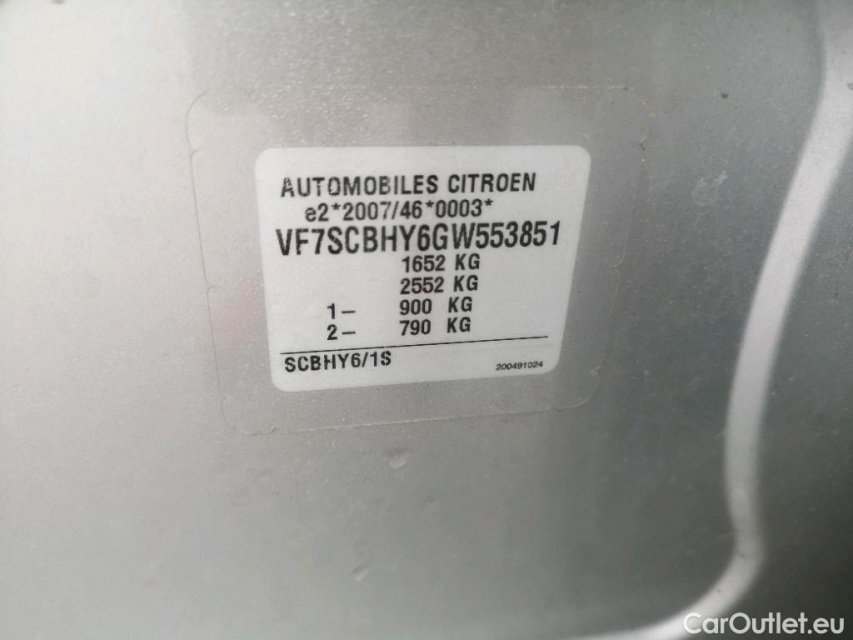 AUTOMOBILES CITROEN
e2*2007/46*0003*
VF7SCBHY6GW553851
1652 KG
2552 KG
1- 900 KG
2- 790 KG
SCBHY6/1S
200491024
CarOutlet.eu